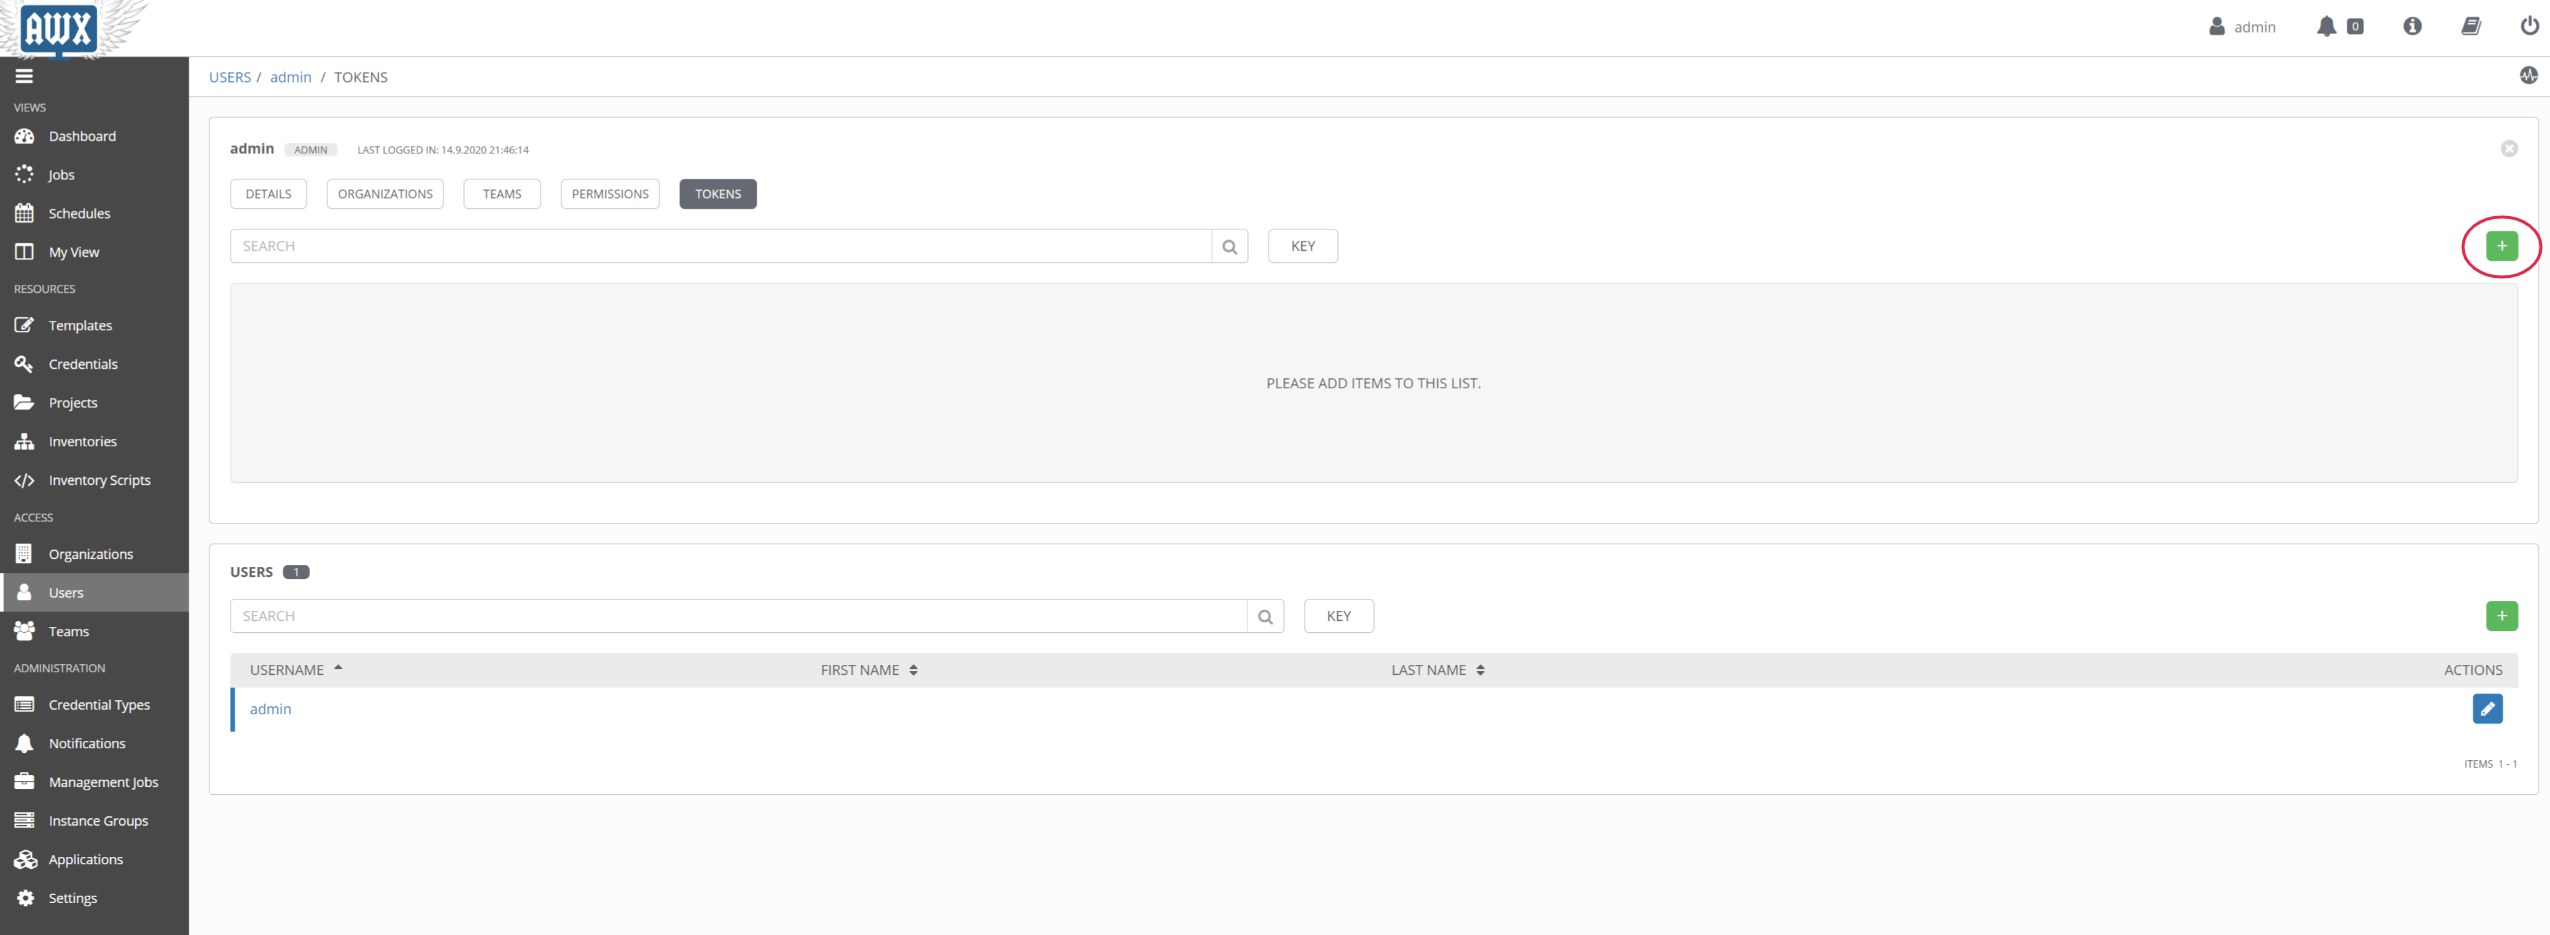 AWX
admin 0
USERS / admin / TOKENS
VIEWS
Dashboard
Jobs
Schedules
My View
RESOURCES
Templates
Credentials
Projects
Inventories
Inventory Scripts
ACCESS
Organizations
Users
Teams
ADMINISTRATION
Credential Types
Notifications
Management Jobs
Instance Groups
Applications
Settings
admin ADMIN LAST LOGGED IN: 14.9.2020 21:46:14
DETAILS ORGANIZATIONS TEAMS PERMISSIONS TOKENS
SEARCH KEY +
PLEASE ADD ITEMS TO THIS LIST.
USERS 1
SEARCH KEY +
USERNAME FIRST NAME LAST NAME ACTIONS
admin
ITEMS 1 - 1